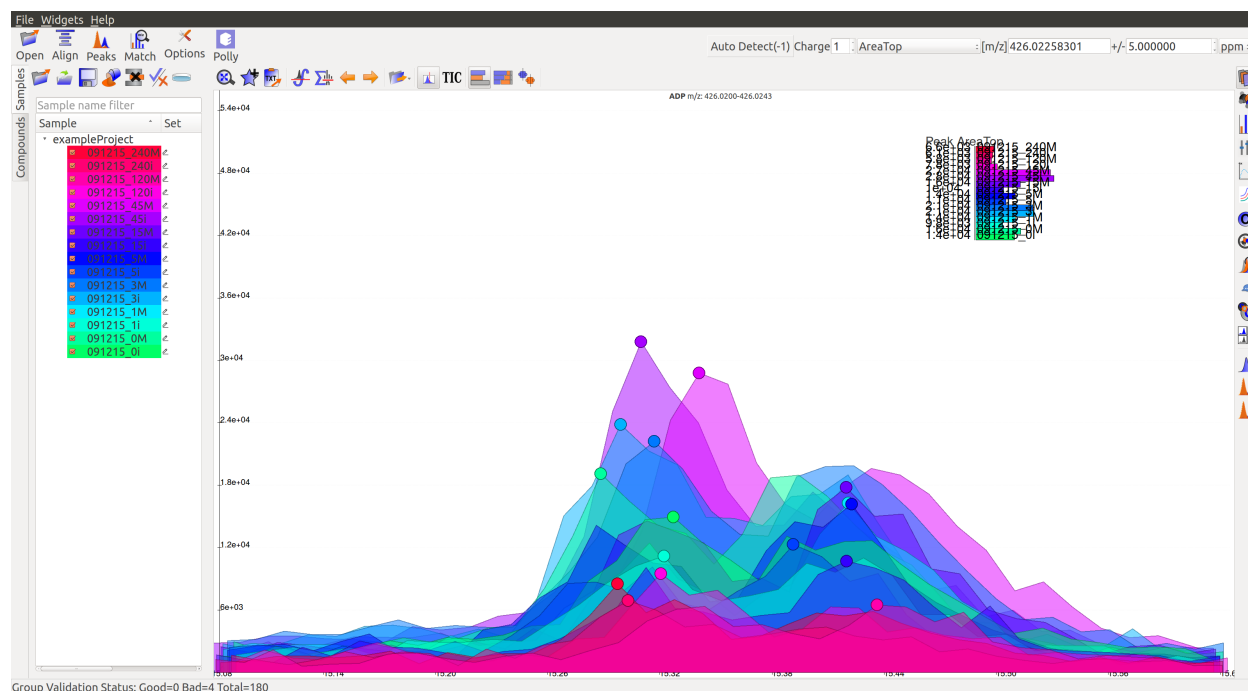 File Widgets Help
Open Align Peaks Match Options Polly
Auto Detect(-1) Charge 1 AreaTop [m/z] 426.02258301 +/- 5.000000 ppm
TXT TIC
Samples
Compounds
Sample name filter
Sample Set
exampleProject
091215_240M
091215_240i
091215_120M
091215_120i
091215_45M
091215_45i
091215_15M
091215_15i
091215_5M
091215_5i
091215_3M
091215_3i
091215_1M
091215_1i
091215_0M
091215_0i
ADP m/z: 426.0200-426.0243
5.4e+04
4.8e+04
4.2e+04
3.6e+04
3e+04
2.4e+04
1.8e+04
1.2e+04
6e+03
Peak AreaTop
1.4e+04 091215_0i
15.08 15.14 15.20 15.26 15.32 15.38 15.44 15.50 15.56
Group Validation Status: Good=0 Bad=4 Total=180